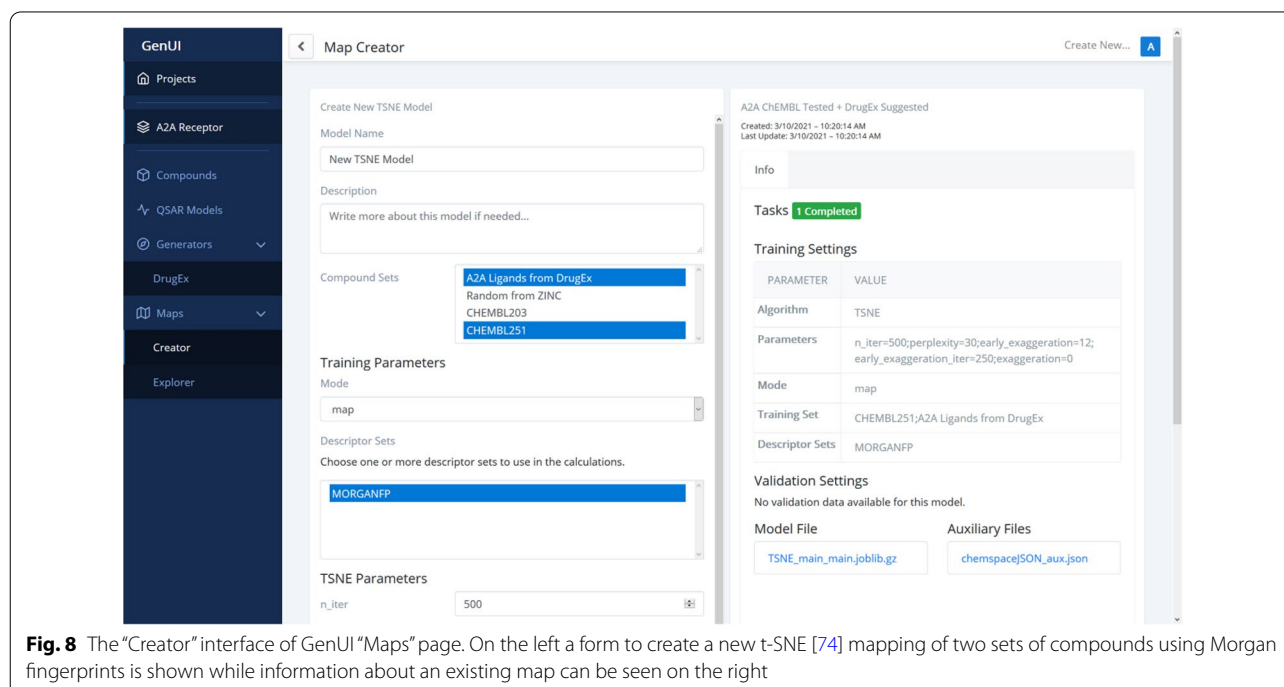 GenUI
Projects
A2A Receptor
Compounds
QSAR Models
Generators
DrugEx
Maps
Creator
Explorer
Map Creator
Create New...
A
Create New TSNE Model
Model Name
New TSNE Model
Description
Write more about this model if needed...
Compound Sets
A2A Ligands from DrugEx
Random from ZINC
CHEMBL203
CHEMBL251
Training Parameters
Mode
map
Descriptor Sets
Choose one or more descriptor sets to use in the calculations.
MORGANFP
TSNE Parameters
n_iter 500
A2A ChEMBL Tested + DrugEx Suggested
Created: 3/10/2021 – 10:20:14 AM
Last Update: 3/10/2021 – 10:20:14 AM
Info
Tasks 1 Completed
Training Settings
PARAMETER VALUE
Algorithm TSNE
Parameters n_iter=500;perplexity=30;early_exaggeration=12;
early_exaggeration_iter=250;exaggeration=0
Mode map
Training Set CHEMBL251;A2A Ligands from DrugEx
Descriptor Sets MORGANFP
Validation Settings
No validation data available for this model.
Model File Auxiliary Files
TSNE_main_main.joblib.gz chemspaceJSON_aux.json
Fig. 8 The “Creator” interface of GenUI “Maps” page. On the left a form to create a new t-SNE [74] mapping of two sets of compounds using Morgan
fingerprints is shown while information about an existing map can be seen on the right